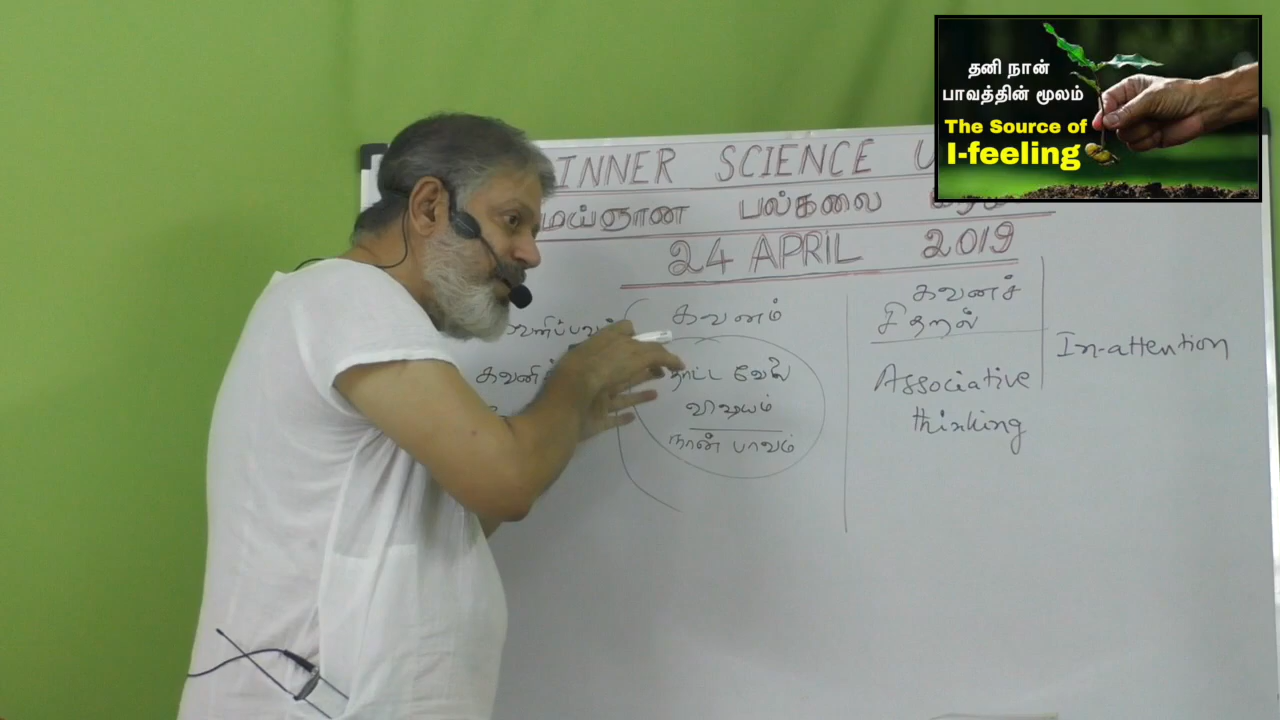 தனி நான்
பாவத்தின் மூலம்
The Source of
I-feeling
INNER SCIENCE
மெய்ஞான பல்கலை
24 APRIL 2019
கவனம்
விஷயம்
நான் பாவம்
கவனச்
சிதறல்
Associative
thinking
In-attention